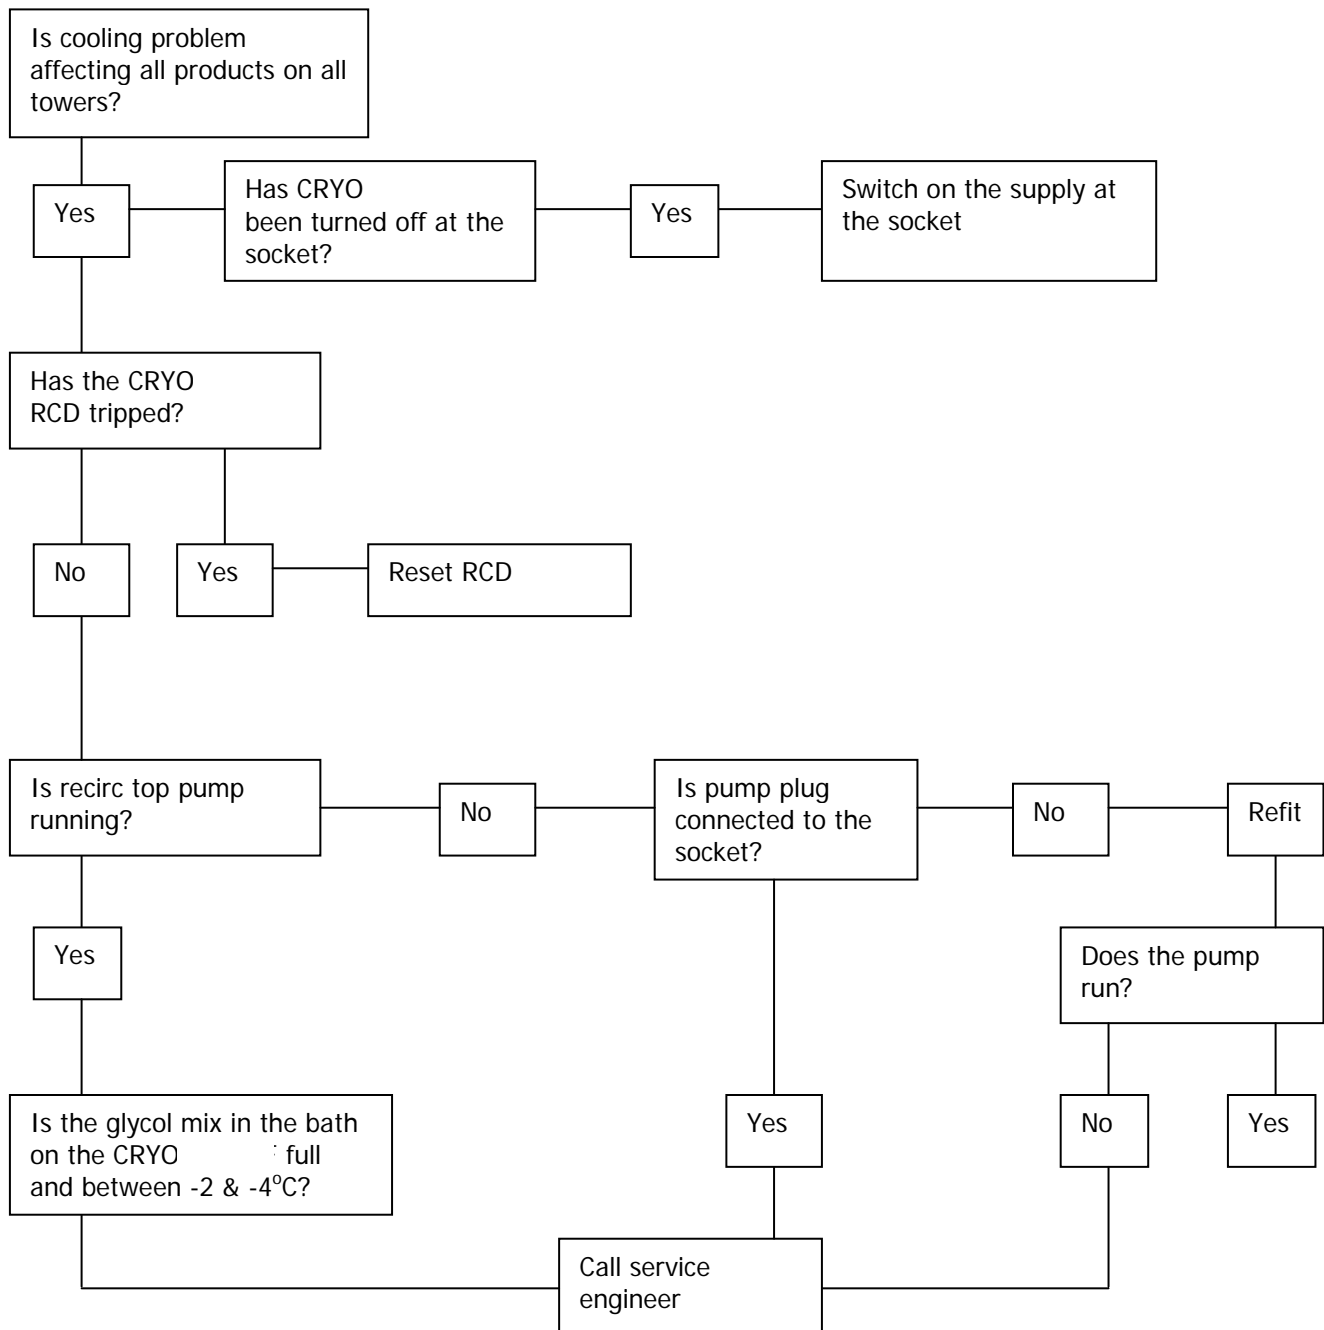 Is cooling problem
affecting all products on all
towers?
Yes
Has CRYO
been turned off at the
socket?
Yes
Switch on the supply at
the socket
Has the CRYO
RCD tripped?
No
Yes
Reset RCD
Is recirc top pump
running?
No
Is pump plug
connected to the
socket?
No
Refit
Yes
Does the pump
run?
Is the glycol mix in the bath
on the CRYO full
and between -2 & -4°C?
Yes
No
Yes
Call service
engineer